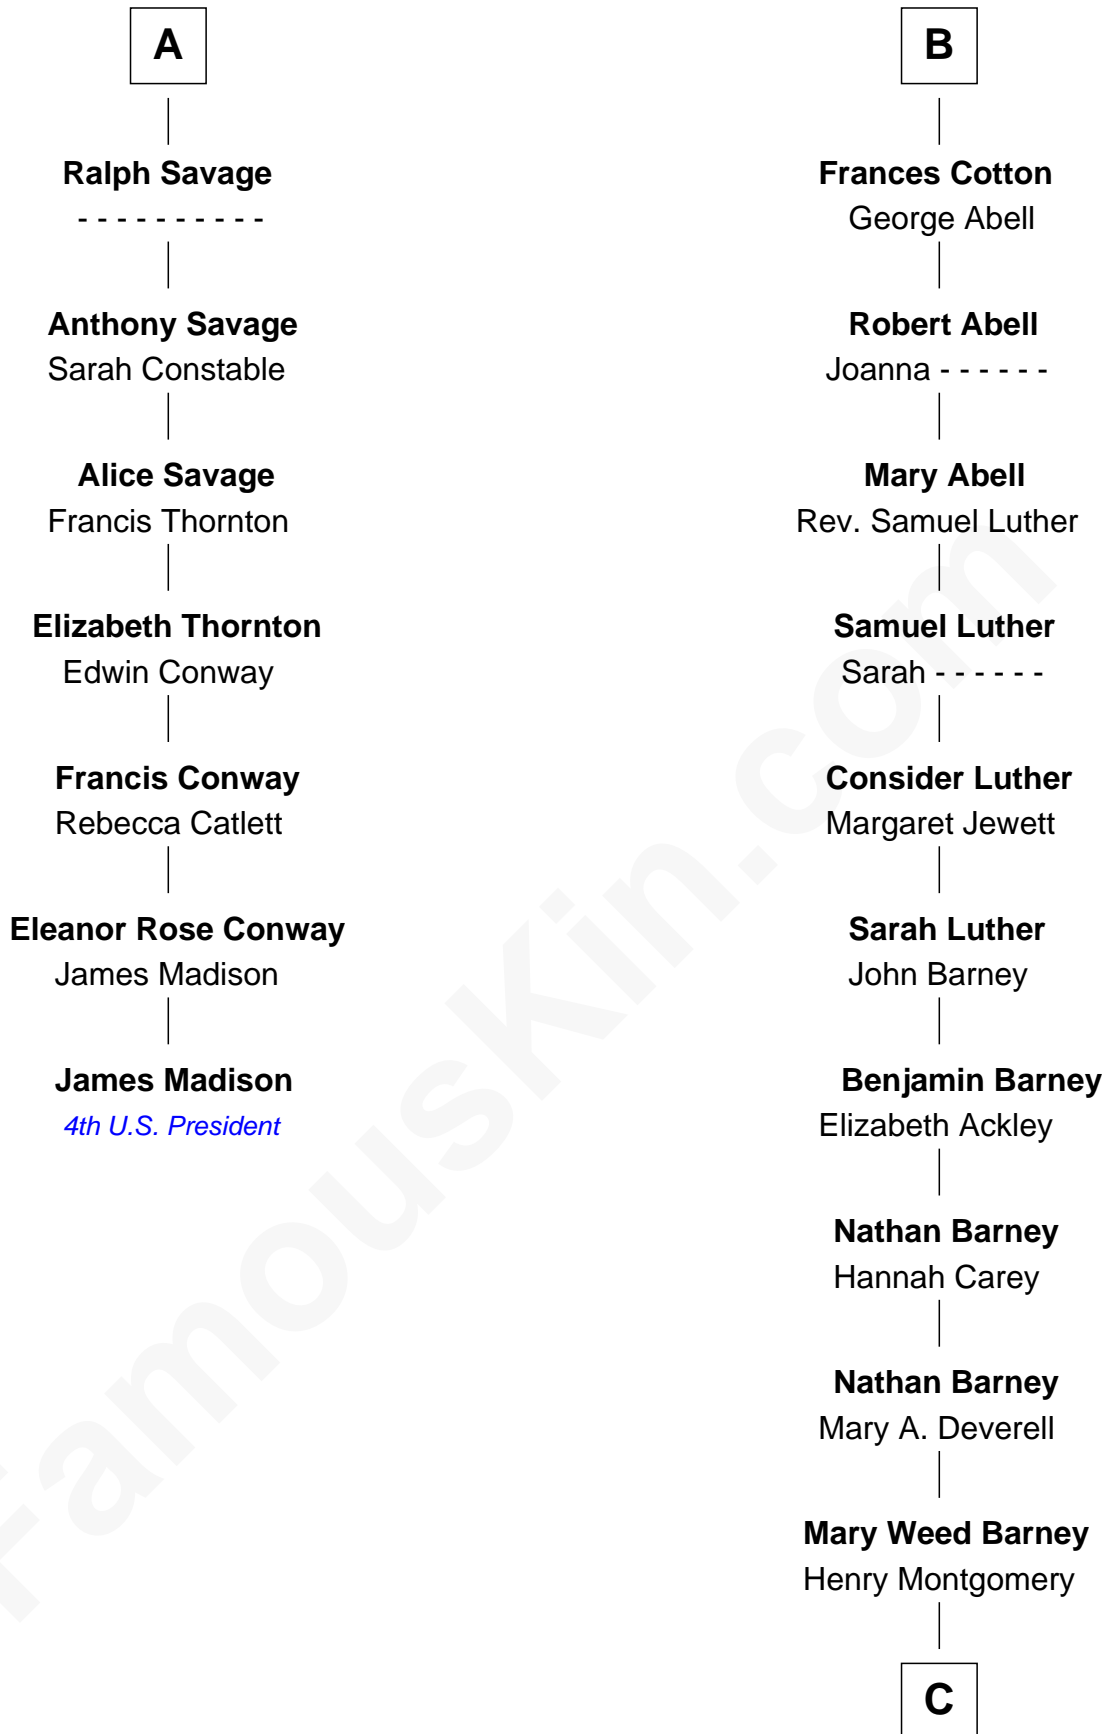 A
Ralph Savage
- - - - - - - - - -
Anthony Savage
Sarah Constable
Alice Savage
Francis Thornton
Elizabeth Thornton
Edwin Conway
Francis Conway
Rebecca Catlett
Eleanor Rose Conway
James Madison
James Madison
4th U.S. President
B
Frances Cotton
George Abell
Robert Abell
Joanna - - - - - -
Mary Abell
Rev. Samuel Luther
Samuel Luther
Sarah - - - - - -
Consider Luther
Margaret Jewett
Sarah Luther
John Barney
Benjamin Barney
Elizabeth Ackley
Nathan Barney
Hannah Carey
Nathan Barney
Mary A. Deverell
Mary Weed Barney
Henry Montgomery
C
FamousKin.com